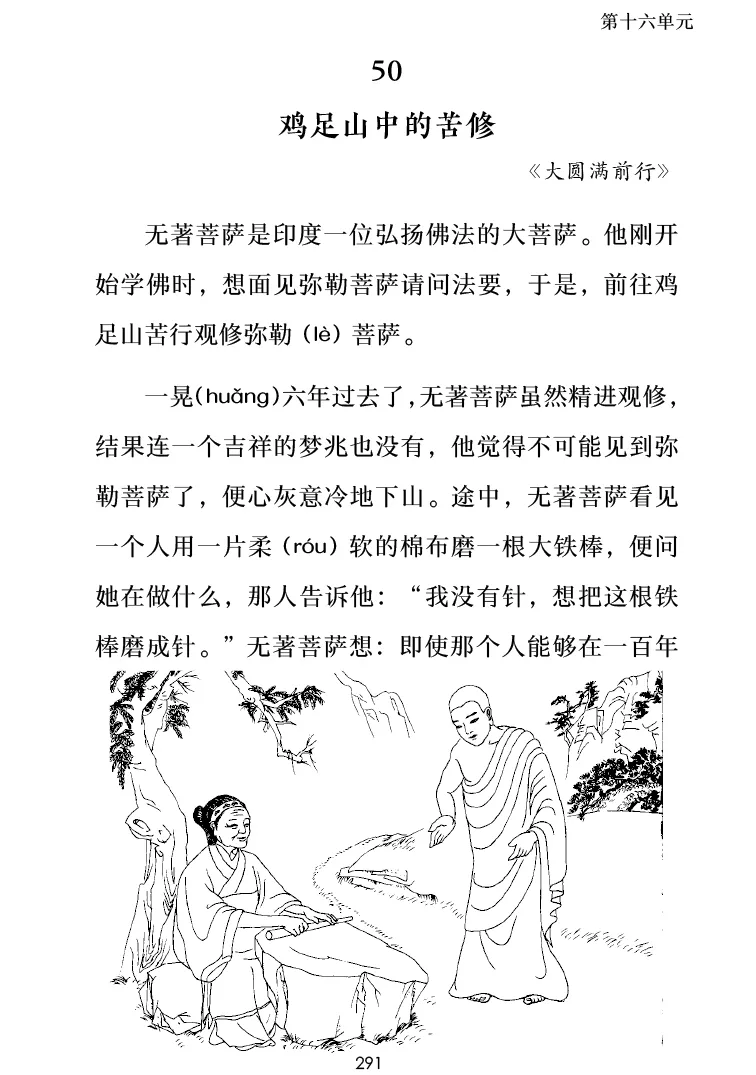 第十六单元
50
鸡足山中的苦修
《大圆满前行》
无著菩萨是印度一位弘扬佛法的大菩萨。他刚开
始学佛时，想面见弥勒菩萨请问法要，于是，前往鸡
足山苦行观修弥勒（lè）菩萨。
一晃(huǎng)六年过去了，无著菩萨虽然精进观修，
结果连一个吉祥的梦兆也没有，他觉得不可能见到弥
勒菩萨了，便心灰意冷地下山。途中，无著菩萨看见
一个人用一片柔（róu）软的棉布磨一根大铁棒，便问
她在做什么，那人告诉他：“我没有针，想把这根铁
棒磨成针。”无著菩萨想：即使那个人能够在一百年
291